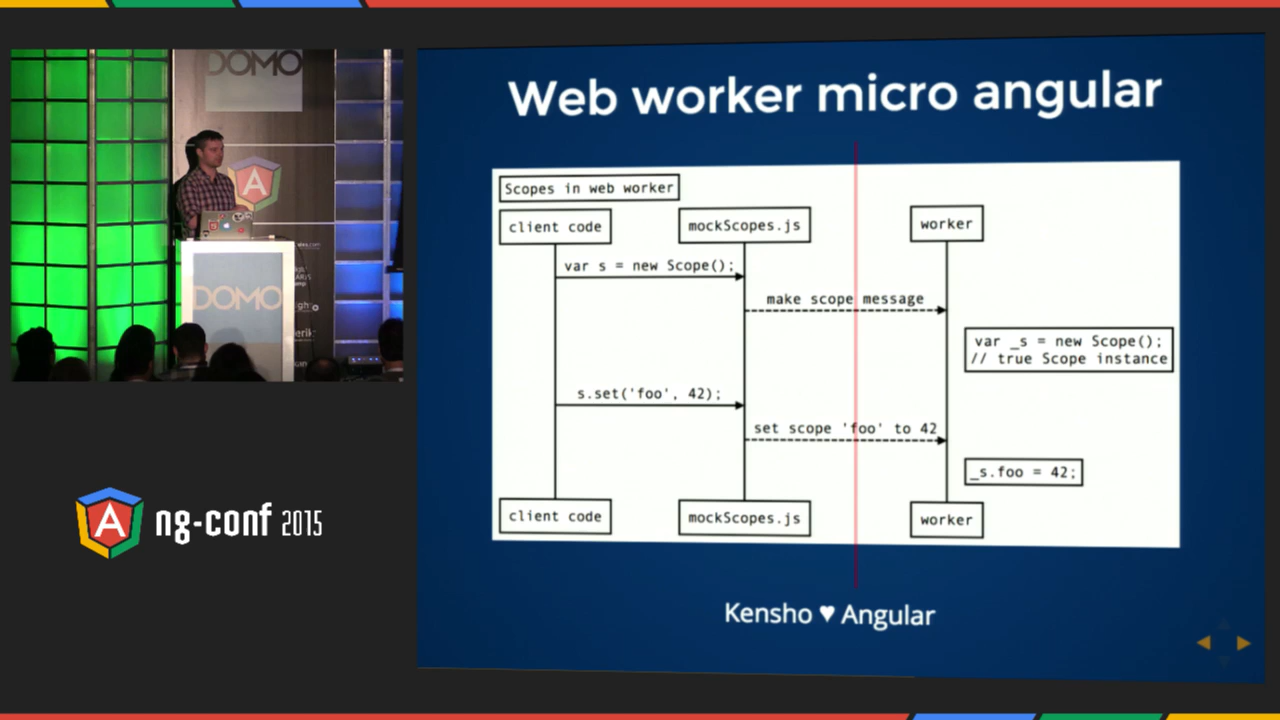 DOMO
A
DOMO
Web worker micro angular
Scopes in web worker
client code
mockScopes.js
worker
var s = new Scope();
make scope message
var _s = new Scope();
// true Scope instance
s.set('foo', 42);
set scope 'foo' to 42
_s.foo = 42;
client code
mockScopes.js
worker
Kensho ♥ Angular
A ng-conf 2015